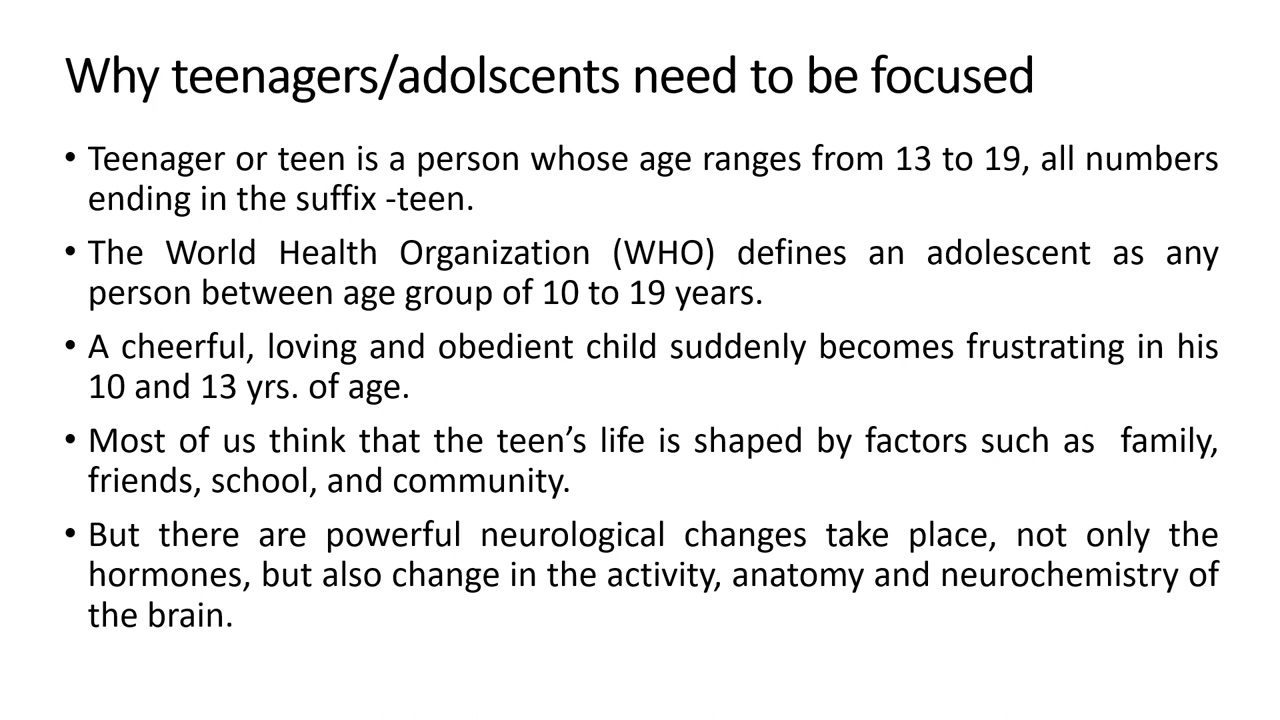 Why teenagers/adolscents need to be focused
• Teenager or teen is a person whose age ranges from 13 to 19, all numbers
ending in the suffix -teen.
• The World Health Organization (WHO) defines an adolescent as any
person between age group of 10 to 19 years.
• A cheerful, loving and obedient child suddenly becomes frustrating in his
10 and 13 yrs. of age.
• Most of us think that the teen’s life is shaped by factors such as family,
friends, school, and community.
• But there are powerful neurological changes take place, not only the
hormones, but also change in the activity, anatomy and neurochemistry of
the brain.